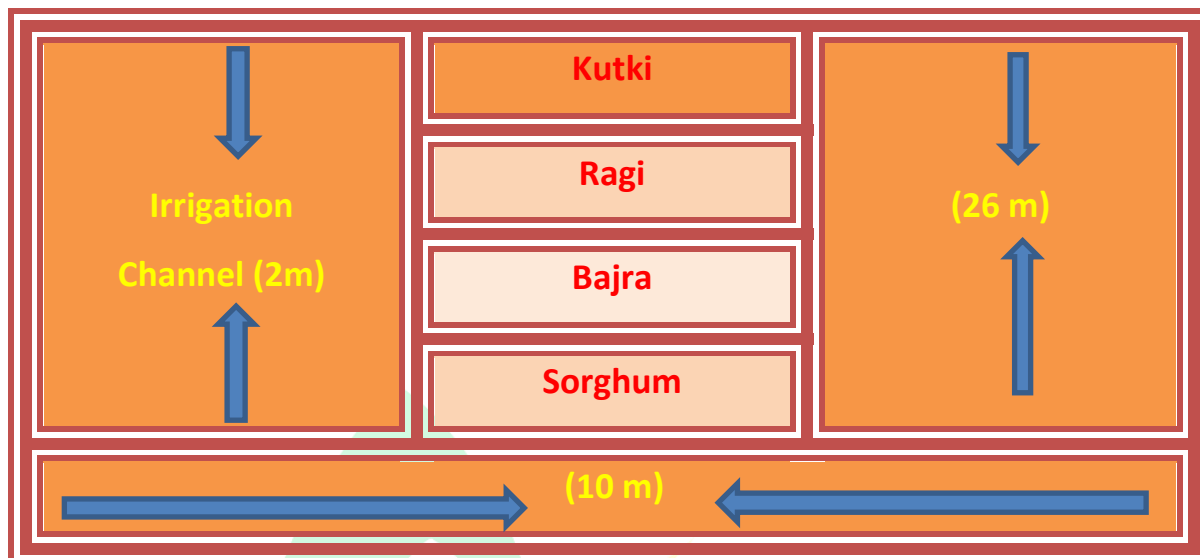 Kutki
Ragi
Irrigation
Channel (2m)
(26 m)
Bajra
Sorghum
(10 m)